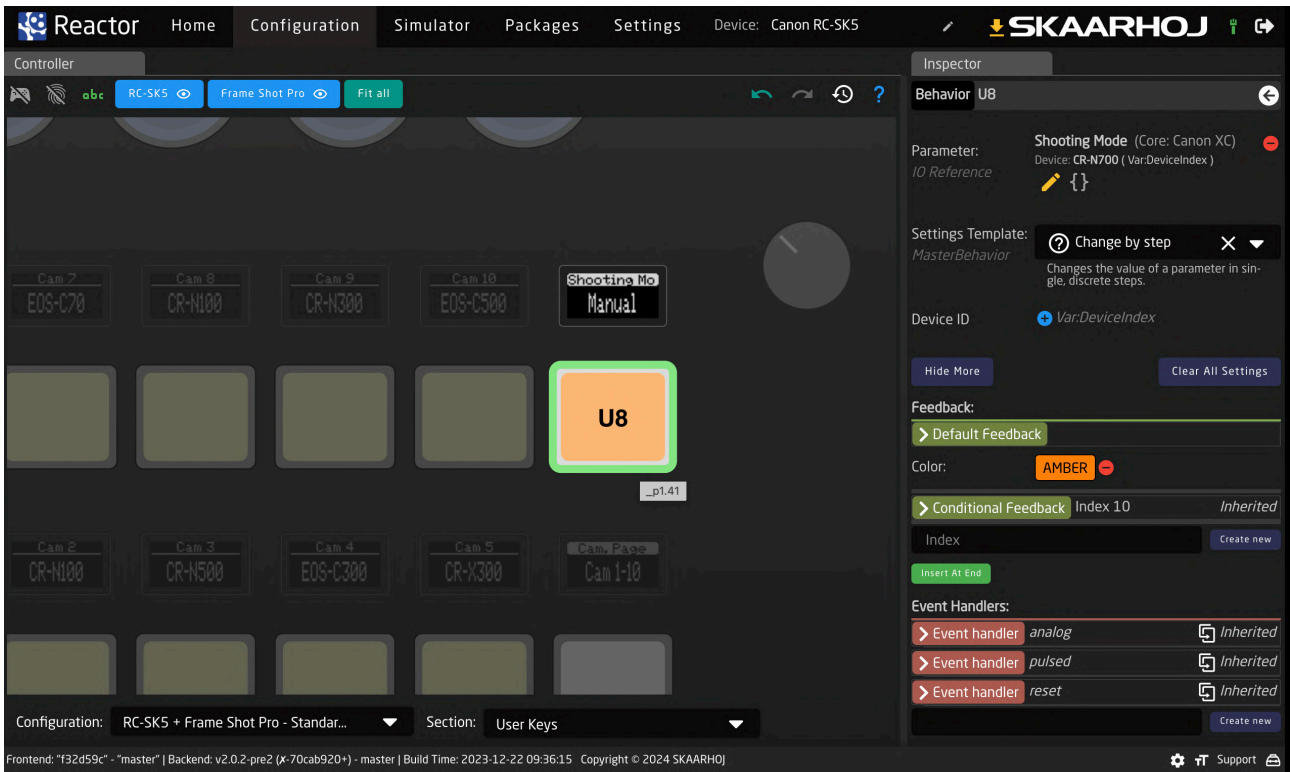 Reactor Home Configuration Simulator Packages Settings Device: Canon RC-SK5 SKAARHOJ
Controller
abc RC-SK5 Frame Shot Pro Fit all ?
Cam 7 Cam 8 Cam 9 Cam 10 Shooting Mo
EOS-C70 CR-N100 CR-N300 EOS-C500 Manual
U8
_p1.41
Cam 2 Cam 3 Cam 4 Cam 5 Cam. Page
CR-N100 CR-N500 EOS-C300 CR-X300 Cam 1-10
Configuration: RC-SK5 + Frame Shot Pro - Standar... Section: User Keys
Inspector
Behavior U8
Parameter: Shooting Mode (Core: Canon XC)
IO Reference Device: CR-N700 ( Var:DeviceIndex )
{}
Settings Template: ? Change by step
MasterBehavior Changes the value of a parameter in sin-
gle, discrete steps.
Device ID Var:DeviceIndex
Hide More Clear All Settings
Feedback:
Default Feedback
Color: AMBER
Conditional Feedback Index 10 Inherited
Index Create new
Insert At End
Event Handlers:
Event handler analog Inherited
Event handler pulsed Inherited
Event handler reset Inherited
Create new
Frontend: "f32d59c" - "master" | Backend: v2.0.2-pre2 (✗-70cab920+) - master | Build Time: 2023-12-22 09:36:15 Copyright © 2024 SKAARHOJ TT Support